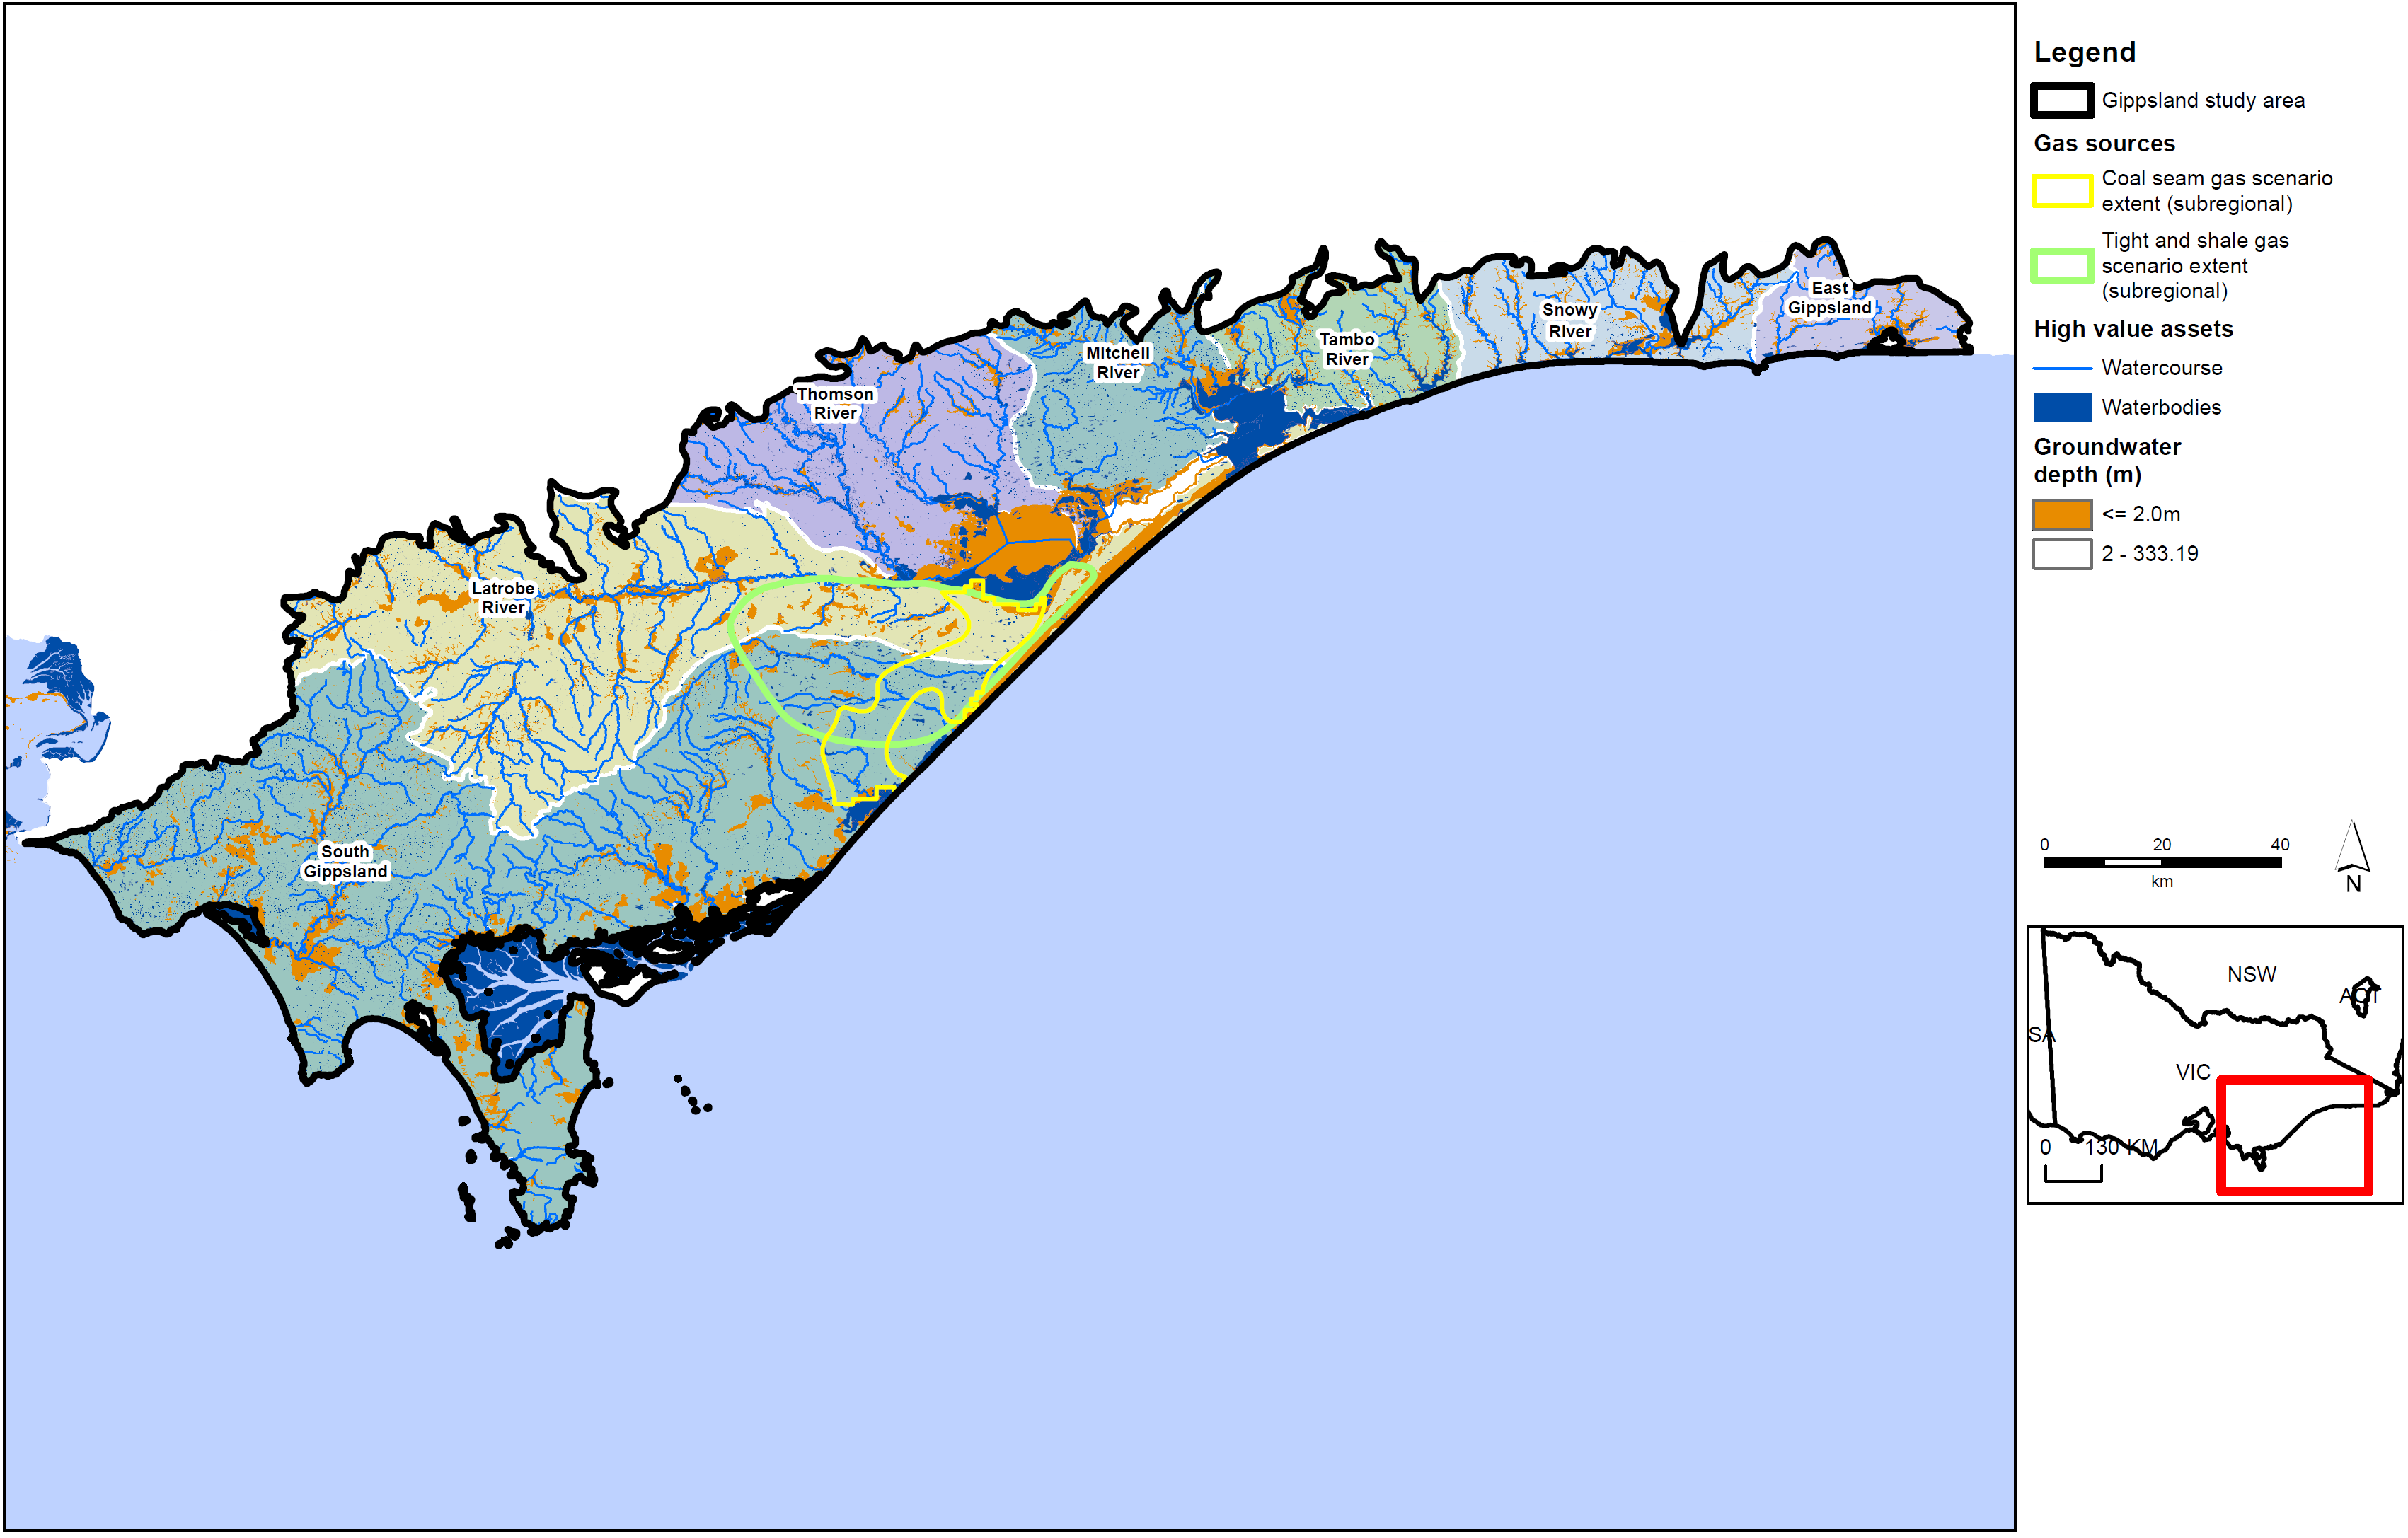 Legend
Gippsland study area
Gas sources
Coal seam gas scenario
extent (subregional)
Tight and shale gas
scenario extent
(subregional)
High value assets
Watercourse
Waterbodies
Groundwater
depth (m)
<= 2.0m
2 - 333.19
East
Gippsland
Snowy
River
Tambo
River
Mitchell
River
Thomson
River
Latrobe
River
South
Gippsland
0 20 40
km
N
NSW
ACT
SA
VIC
0 130 KM